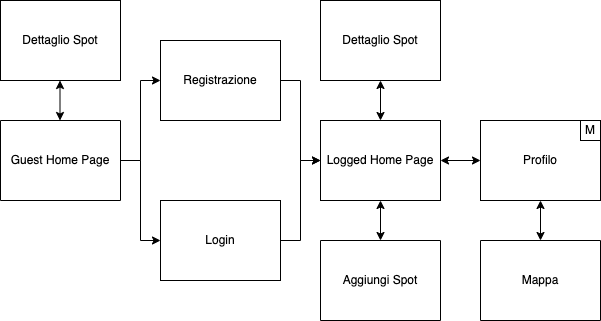 Dettaglio Spot
Dettaglio Spot
Registrazione
Guest Home Page
Logged Home Page
M
Profilo
Login
Aggiungi Spot
Mappa